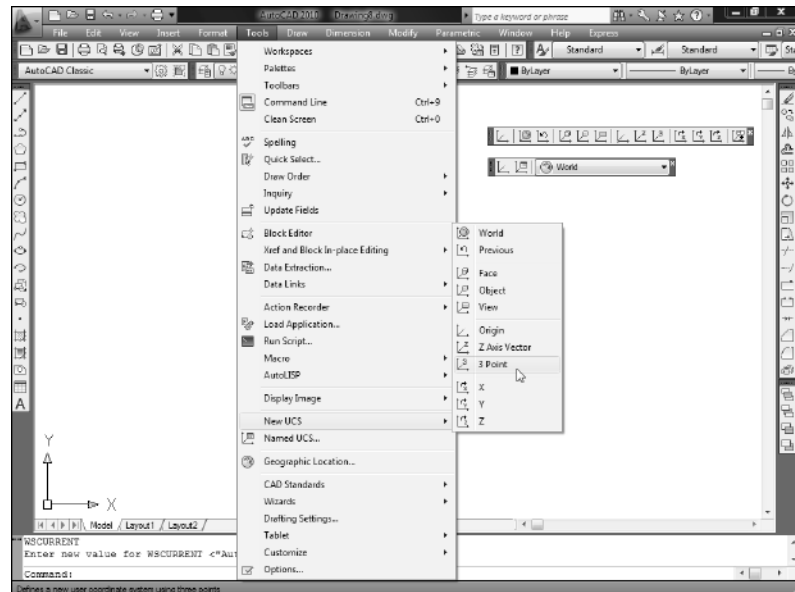 AutoCAD 2010 Drawing8.dwg Type a keyword or phrase
File Edit View Insert Format Tools Draw Dimension Modify Parametric Window Help Express
Standard Standard
AutoCAD Classic ByLayer ByLayer
Workspaces
Palettes
Toolbars
Command Line Ctrl+9
Clean Screen Ctrl+0
Spelling
Quick Select...
Draw Order
Inquiry
Update Fields
Block Editor
Xref and Block In-place Editing
Data Extraction...
Data Links
Action Recorder
Load Application...
Run Script...
Macro
AutoLISP
Display Image
New UCS
Named UCS...
Geographic Location...
CAD Standards
Wizards
Drafting Settings...
Tablet
Customize
Options...
World
World
Previous
Face
Object
View
Origin
Z Axis Vector
3 Point
X
Y
Z
Y
X
Model Layout1 Layout2
WSCURRENT
Enter new value for WSCURRENT <"Aut
Command:
Defines a new user coordinate system using three points